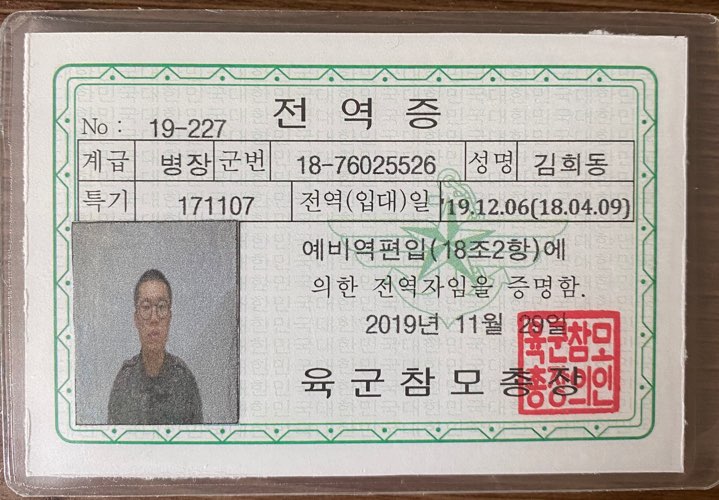 전역증
No : 19-227
계급 병장 군번 18-76025526 성명 김희동
특기 171107 전역(입대)일 '19.12.06(18.04.09)
예비역편입(18조2항)에
의한 전역자임을 증명함.
2019년 11월 29일
육군참모총장
육군참모
총장의인